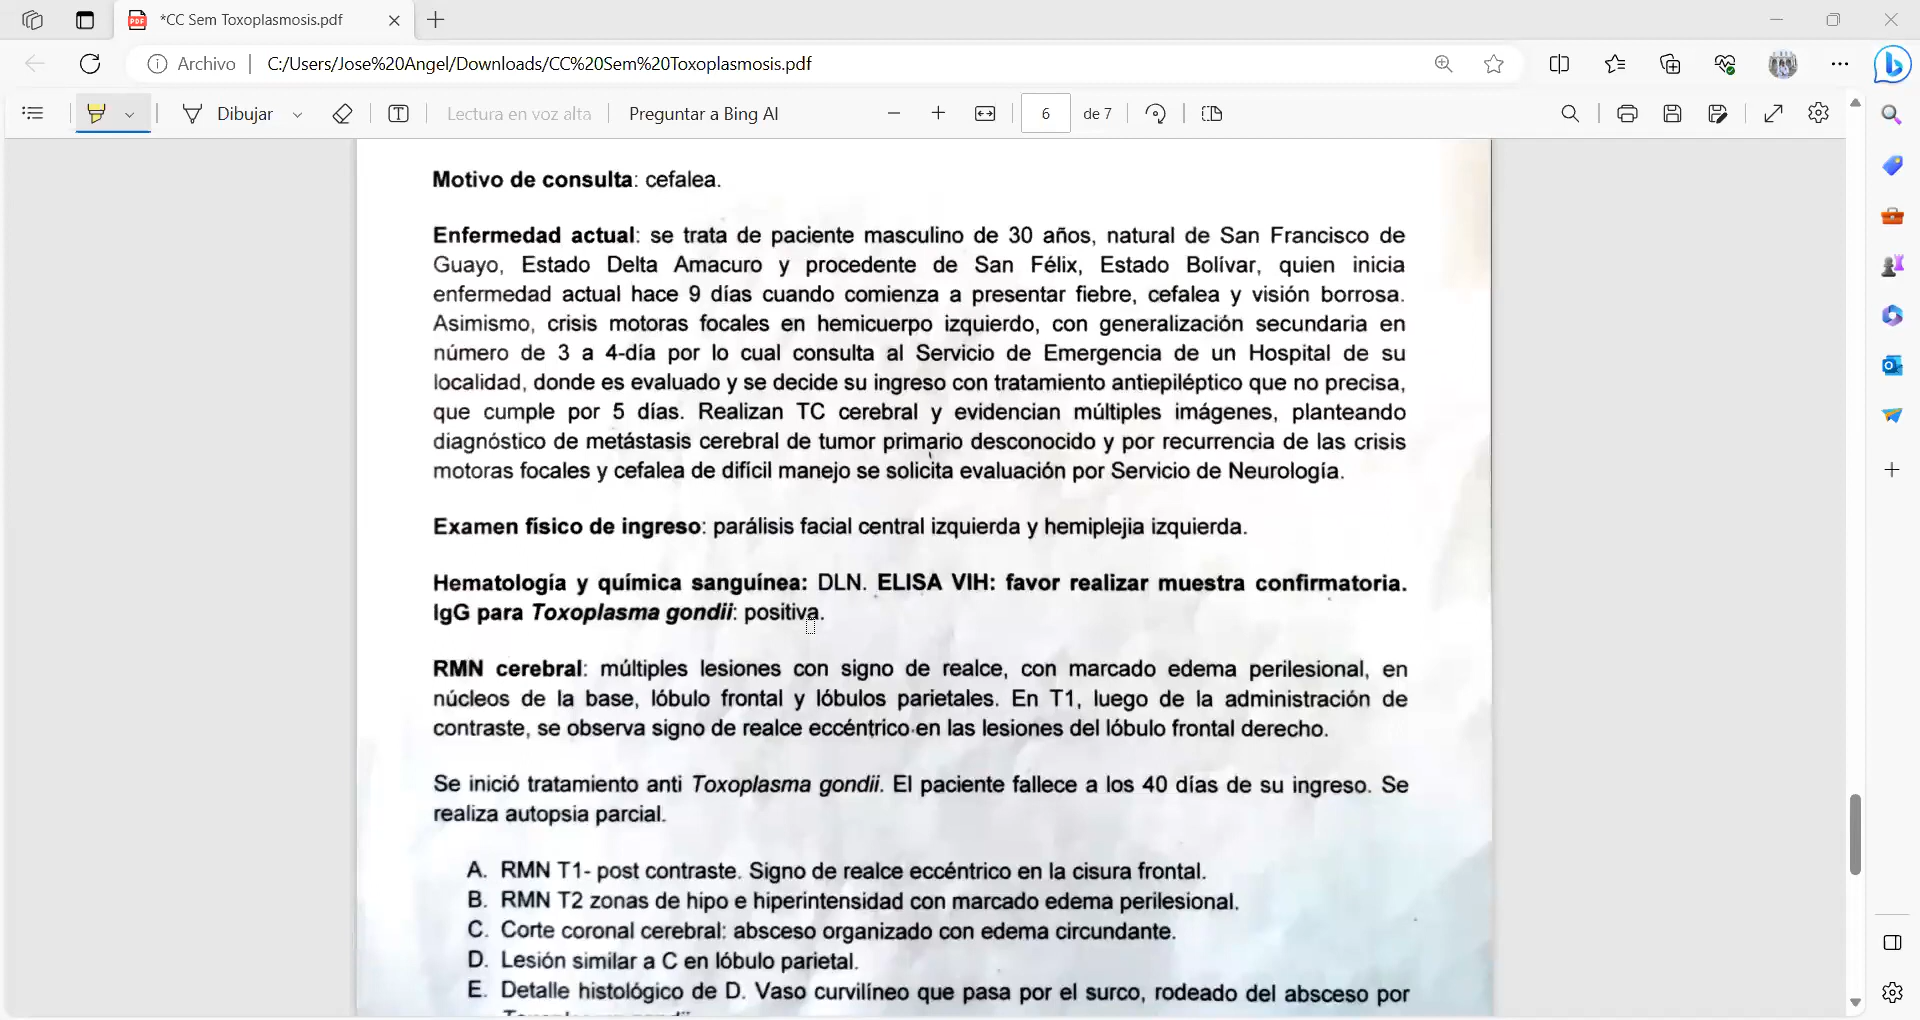 *CC Sem Toxoplasmosis.pdf
Archivo | C:/Users/Jose%20Angel/Downloads/CC%20Sem%20Toxoplasmosis.pdf
Dibujar Lectura en voz alta Preguntar a Bing AI 6 de 7
Motivo de consulta: cefalea.
Enfermedad actual: se trata de paciente masculino de 30 años, natural de San Francisco de
Guayo, Estado Delta Amacuro y procedente de San Félix, Estado Bolívar, quien inicia
enfermedad actual hace 9 días cuando comienza a presentar fiebre, cefalea y visión borrosa.
Asimismo, crisis motoras focales en hemicuerpo izquierdo, con generalización secundaria en
número de 3 a 4-día por lo cual consulta al Servicio de Emergencia de un Hospital de su
localidad, donde es evaluado y se decide su ingreso con tratamiento antiepiléptico que no precisa,
que cumple por 5 días. Realizan TC cerebral y evidencian múltiples imágenes, planteando
diagnóstico de metástasis cerebral de tumor primario desconocido y por recurrencia de las crisis
motoras focales y cefalea de difícil manejo se solicita evaluación por Servicio de Neurología.
Examen físico de ingreso: parálisis facial central izquierda y hemiplejia izquierda.
Hematología y química sanguínea: DLN. ELISA VIH: favor realizar muestra confirmatoria.
IgG para Toxoplasma gondii: positiva.
RMN cerebral: múltiples lesiones con signo de realce, con marcado edema perilesional, en
núcleos de la base, lóbulo frontal y lóbulos parietales. En T1, luego de la administración de
contraste, se observa signo de realce eccéntrico en las lesiones del lóbulo frontal derecho.
Se inició tratamiento anti Toxoplasma gondii. El paciente fallece a los 40 días de su ingreso. Se
realiza autopsia parcial.
A. RMN T1- post contraste. Signo de realce eccéntrico en la cisura frontal.
B. RMN T2 zonas de hipo e hiperintensidad con marcado edema perilesional.
C. Corte coronal cerebral: absceso organizado con edema circundante.
D. Lesión similar a C en lóbulo parietal.
E. Detalle histológico de D. Vaso curvilíneo que pasa por el surco, rodeado del absceso por